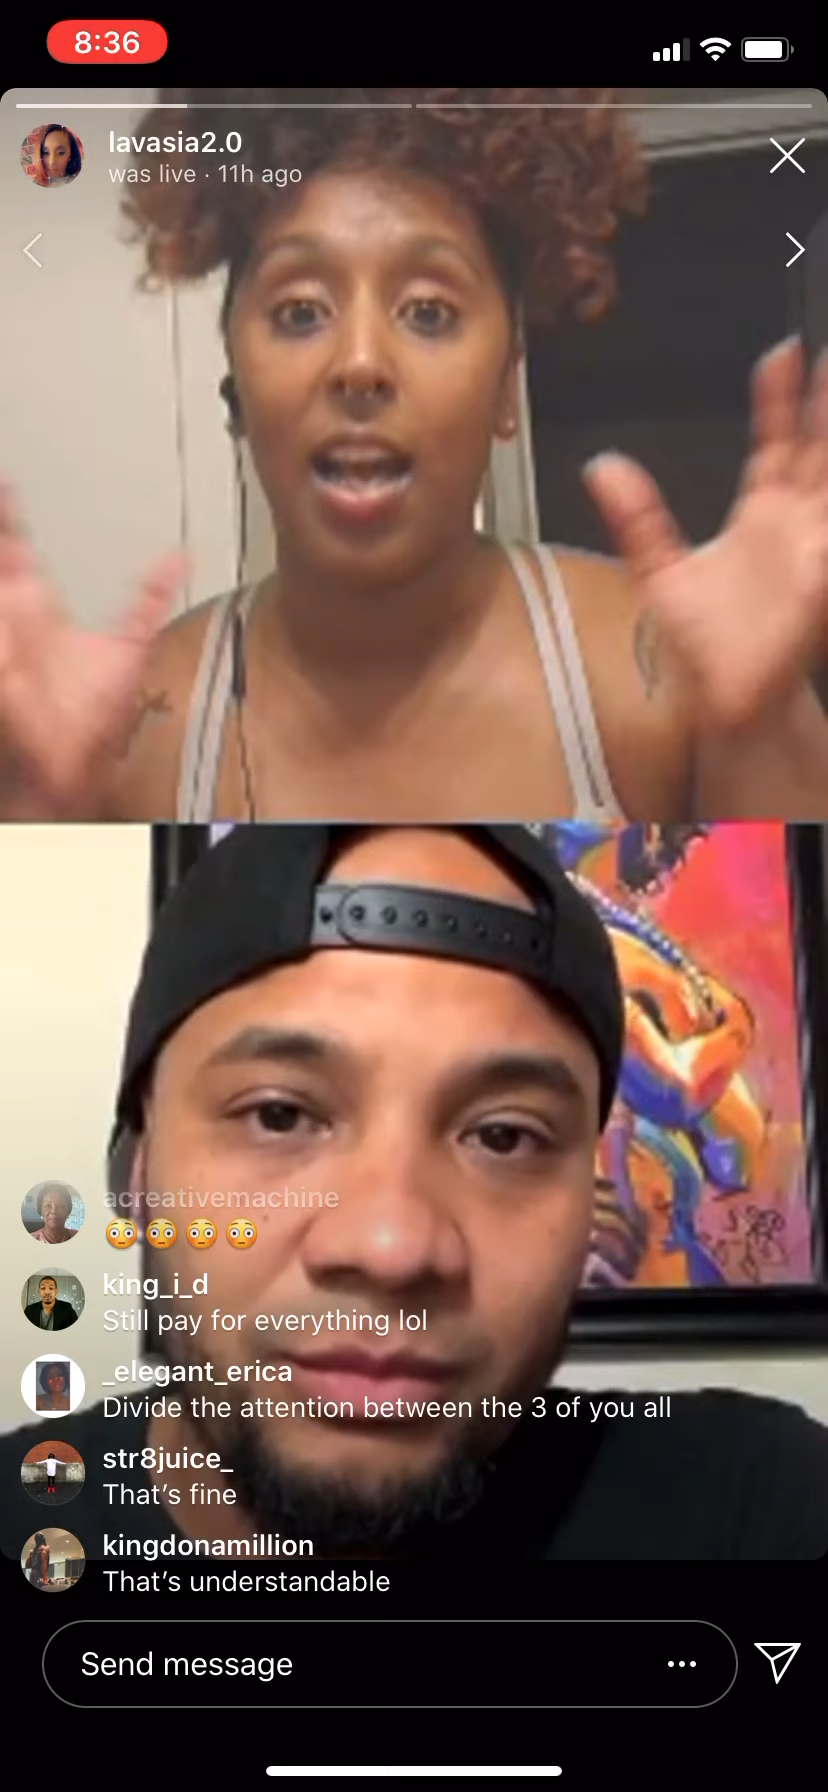 8:36
lavasia2.0
was live · 11h ago
acreativemachine
😳😳😳😳
king_i_d
Still pay for everything lol
_elegant_erica
Divide the attention between the 3 of you all
str8juice_
That's fine
kingdonamillion
That's understandable
Send message